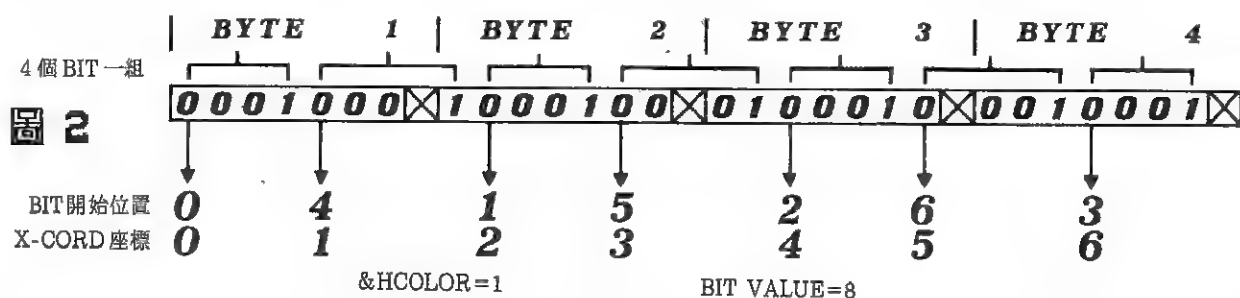 BYTE 1 BYTE 2 BYTE 3 BYTE 4
4個BIT一組
0001000 1000100 0100010 0010001
圖 2
BIT開始位置 0 4 1 5 2 6 3
X-CORD座標 0 1 2 3 4 5 6
&HCOLOR=1 BIT VALUE=8